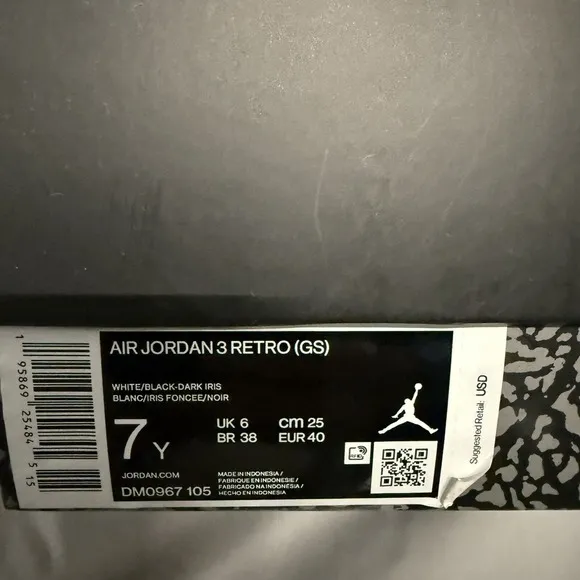 AIR JORDAN 3 RETRO (GS)
WHITE/BLACK-DARK IRIS
BLANC/IRIS FONCEE/NOIR
7 Y
UK 6 cm 25
BR 38 EUR 40
JORDAN.COM
DM0967 105
MADE IN INDONESIA /
FABRIQUE EN INDONESIE /
FABRICADO NA INDONESIA /
HECHO EN INDONESIA
1 95869 25484 5 15
Suggested Retail: USD